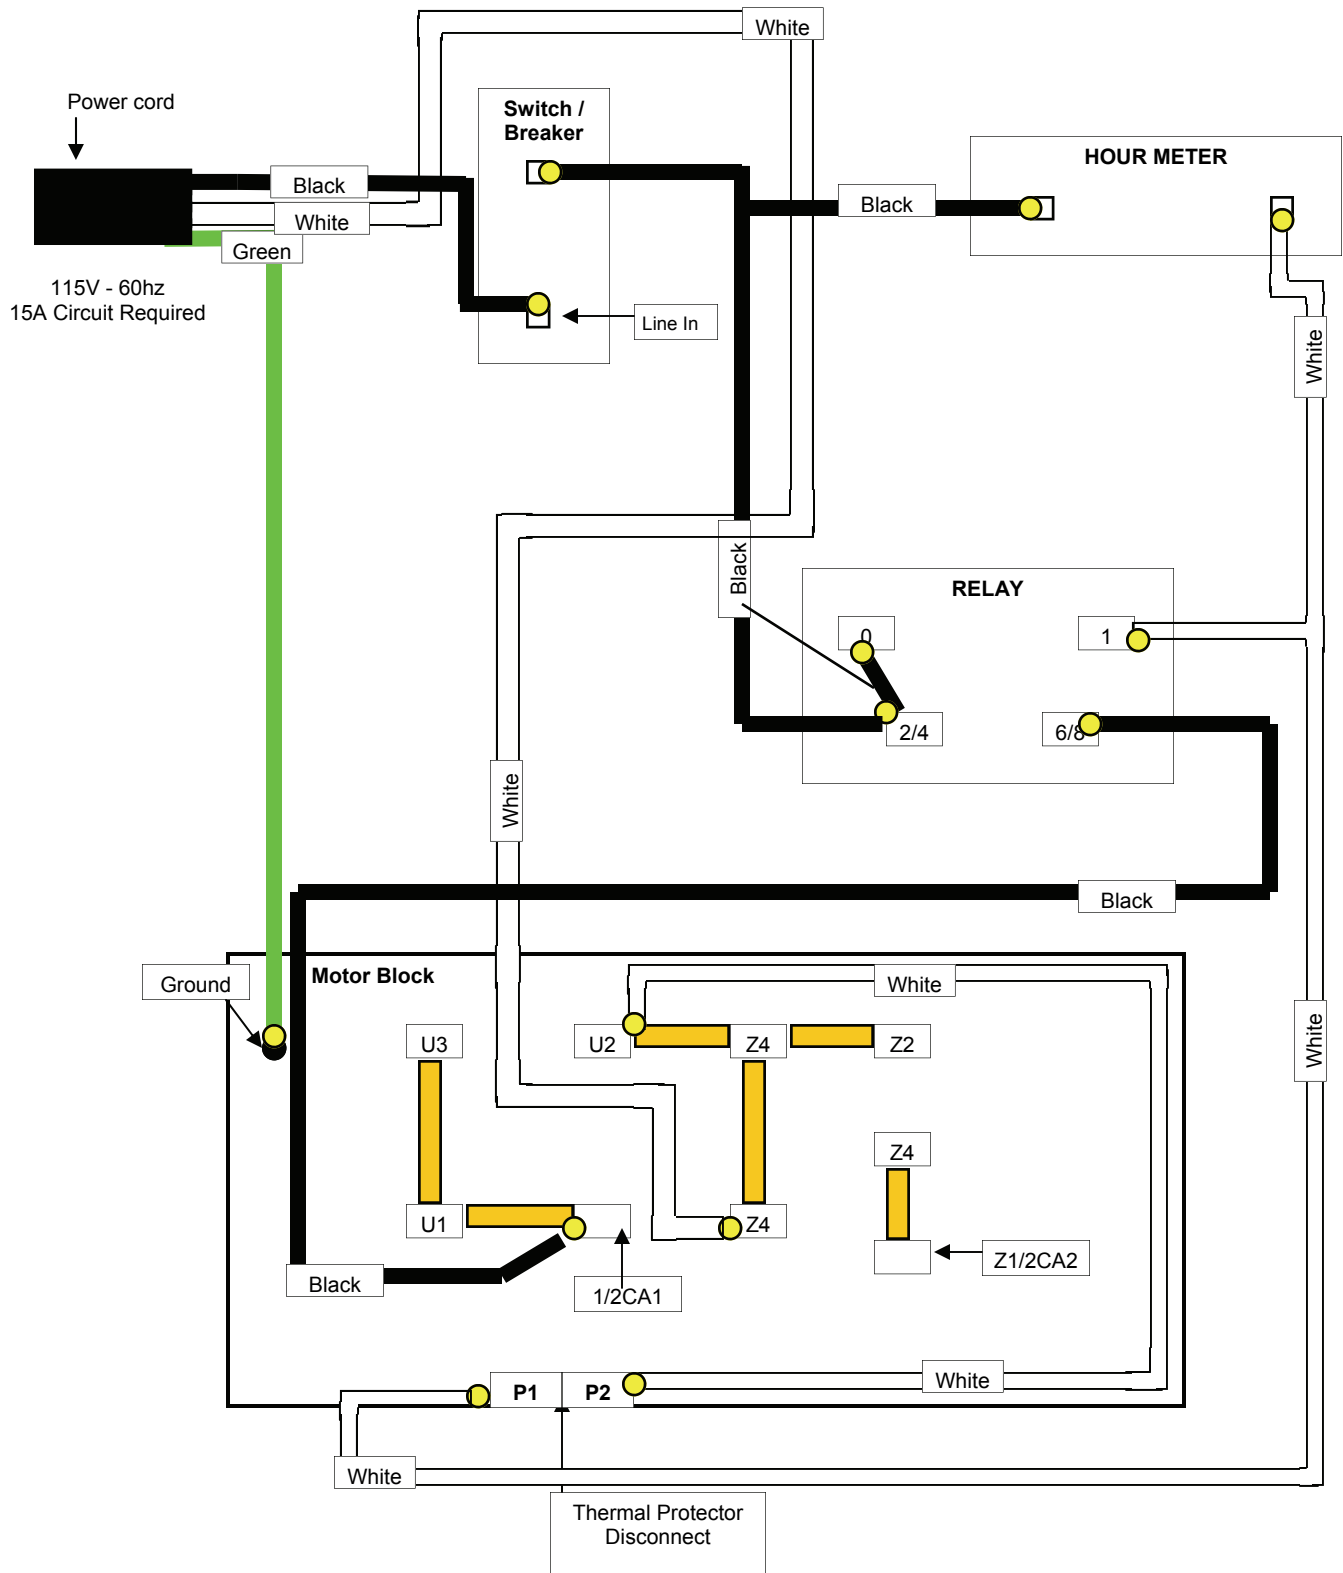 White
Power cord
Switch /
Breaker
HOUR METER
Black
White
Black
Green
115V - 60hz
15A Circuit Required
Line In
White
Black
RELAY
0
1
2/4
6/8
White
Black
Ground
Motor Block
White
U3
U2
Z4
Z2
White
Z4
U1
Z4
Black
1/2CA1
Z1/2CA2
P1
P2
White
White
Thermal Protector
Disconnect